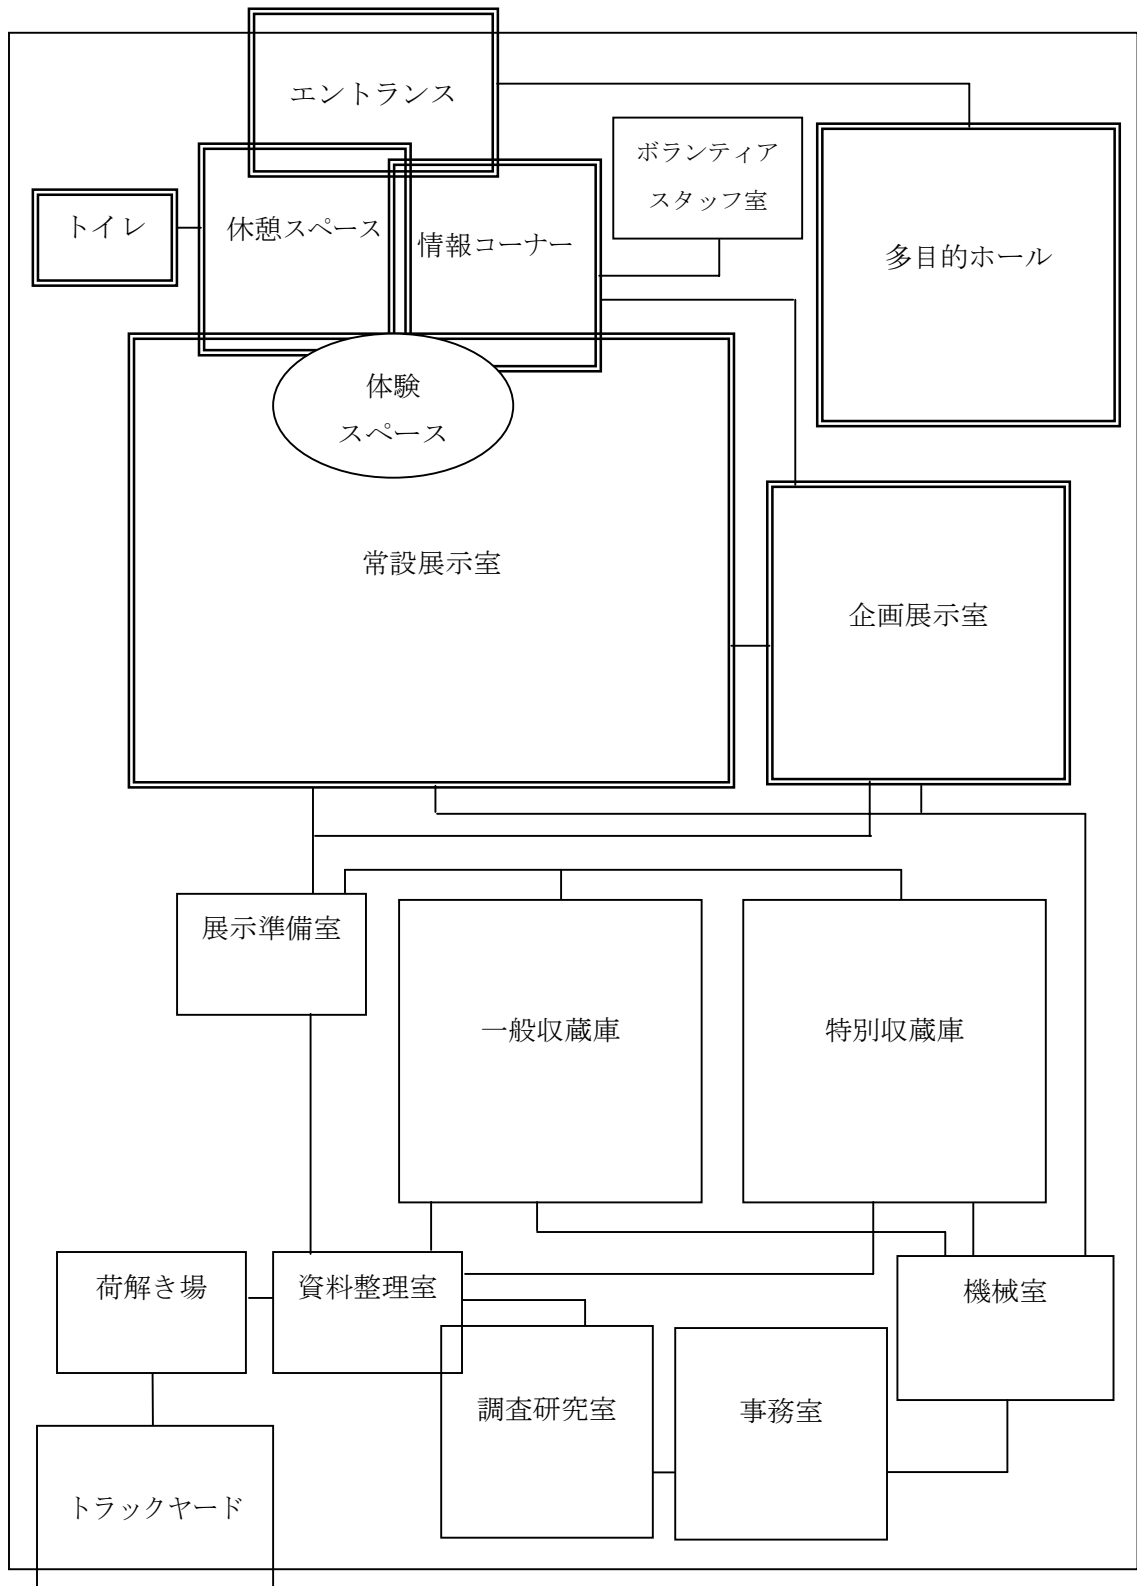 エントランス
ボランティア
スタッフ室
トイレ
休憩スペース
情報コーナー
多目的ホール
体験
スペース
常設展示室
企画展示室
展示準備室
一般収蔵庫
特別収蔵庫
荷解き場
資料整理室
機械室
調査研究室
事務室
トラックヤード